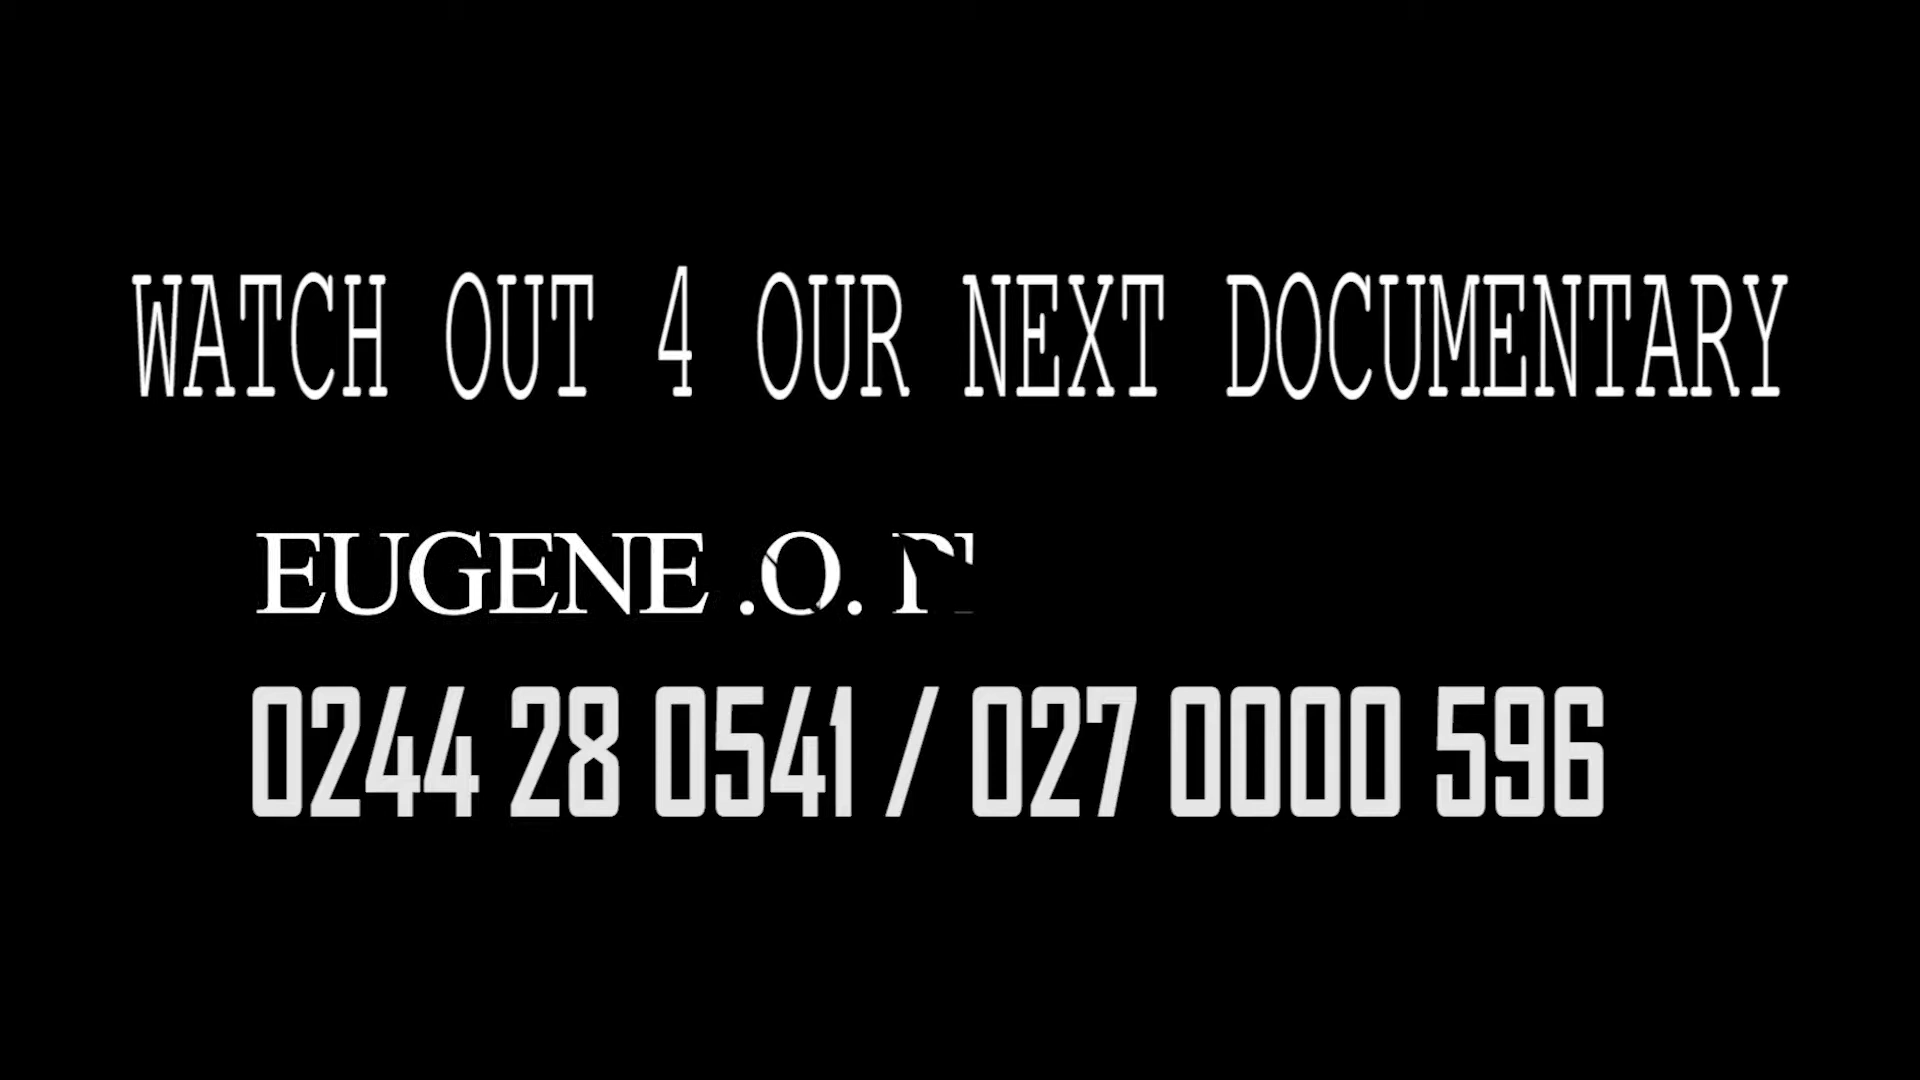 WATCH OUT 4 OUR NEXT DOCUMENTARY
EUGENE .O.
0244 28 0541 / 027 0000 596